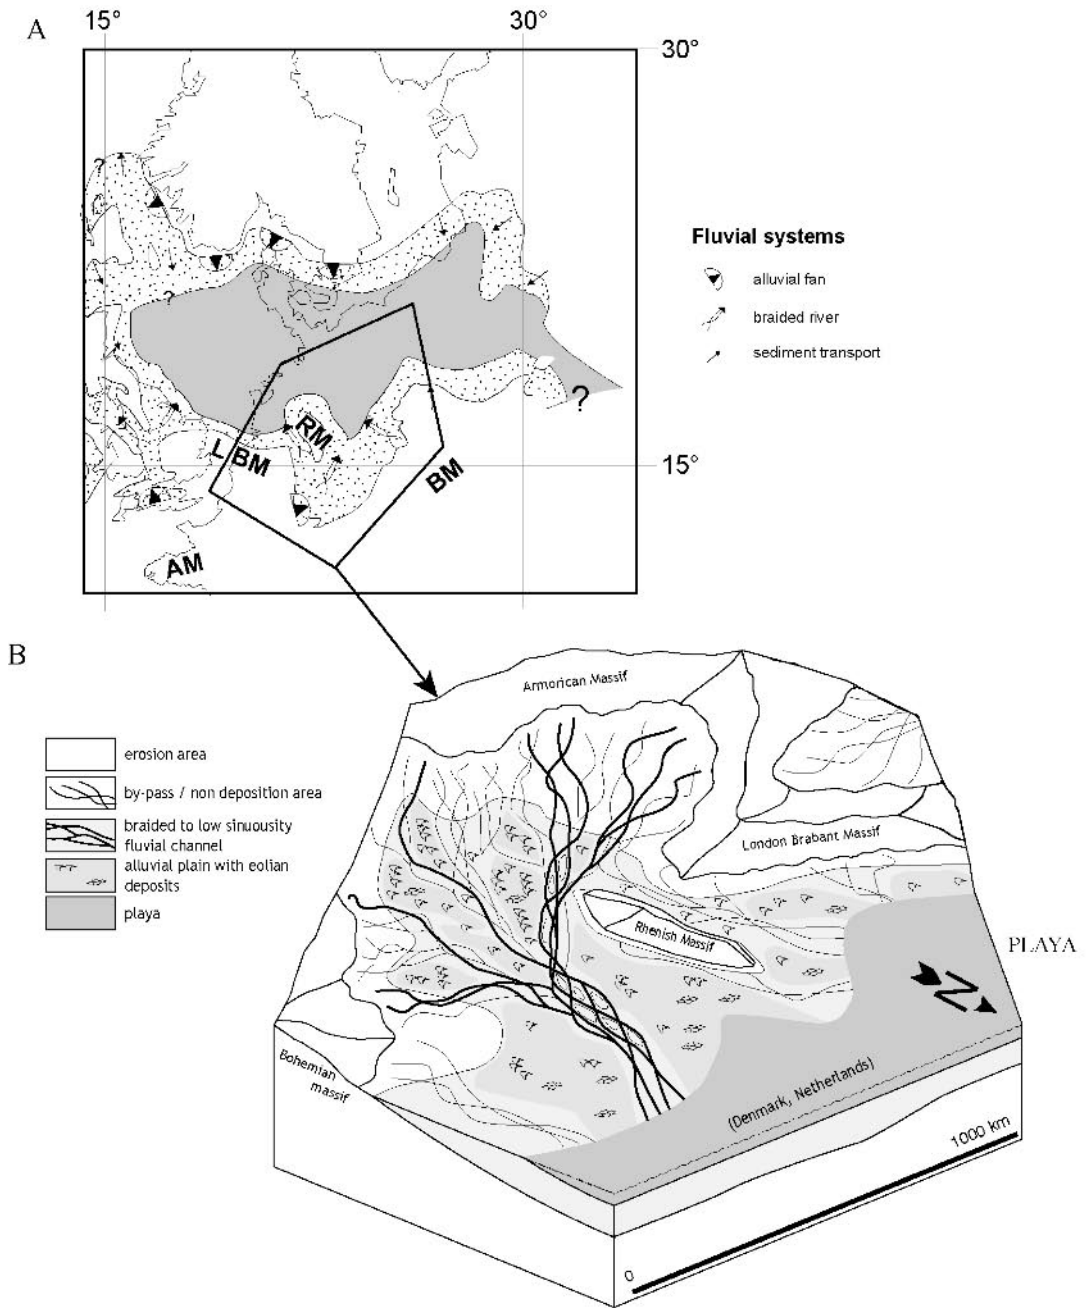 A
15°
30°
30°
?
?
Fluvial systems
alluvial fan
braided river
sediment transport
?
RM
L BM
BM
15°
AM
B
Armorican Massif
erosion area
by-pass / non deposition area
braided to low sinuousity
fluvial channel
alluvial plain with eolian
deposits
playa
London Brabant Massif
Rhenish Massif
PLAYA
N
Bohemian
massif
(Denmark, Netherlands)
1000 km
0